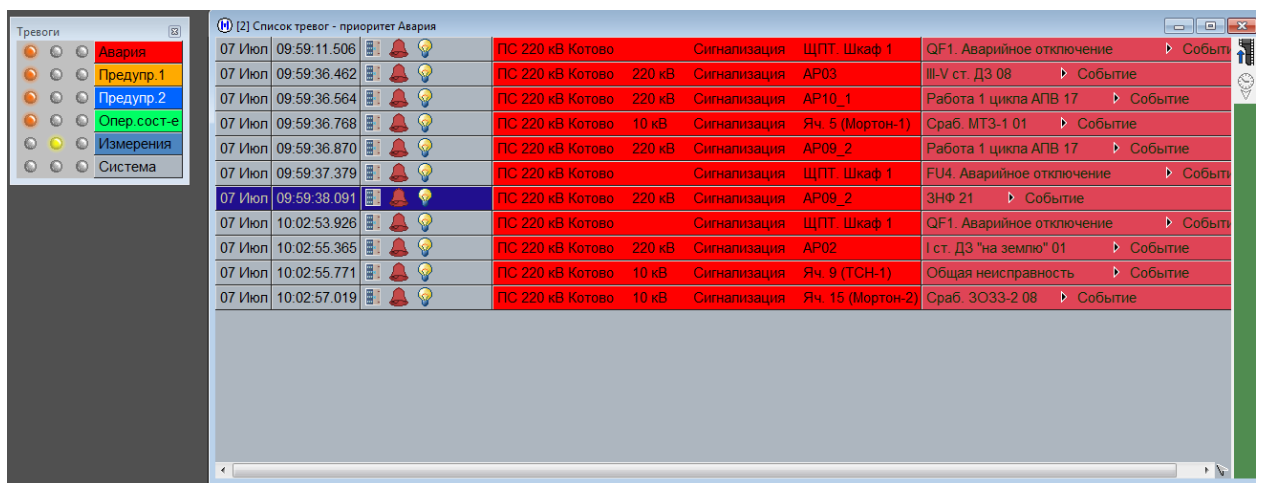 Тревоги
Авария
Предупр.1
Предупр.2
Опер.сост-е
Измерения
Система
[2] Список тревог - приоритет Авария
07 Июл 09:59:11.506 ПС 220 кВ Котово Сигнализация ЩПТ. Шкаф 1 QF1. Аварийное отключение Событи
07 Июл 09:59:36.462 ПС 220 кВ Котово 220 кВ Сигнализация АР03 III-V ст. ДЗ 08 Событие
07 Июл 09:59:36.564 ПС 220 кВ Котово 220 кВ Сигнализация АР10_1 Работа 1 цикла АПВ 17 Событие
07 Июл 09:59:36.768 ПС 220 кВ Котово 10 кВ Сигнализация Яч. 5 (Мортон-1) Сраб. МТЗ-1 01 Событие
07 Июл 09:59:36.870 ПС 220 кВ Котово 220 кВ Сигнализация АР09_2 Работа 1 цикла АПВ 17 Событие
07 Июл 09:59:37.379 ПС 220 кВ Котово Сигнализация ЩПТ. Шкаф 1 FU4. Аварийное отключение Событи
07 Июл 09:59:38.091 ПС 220 кВ Котово 220 кВ Сигнализация АР09_2 ЗНФ 21 Событие
07 Июл 10:02:53.926 ПС 220 кВ Котово Сигнализация ЩПТ. Шкаф 1 QF1. Аварийное отключение Событи
07 Июл 10:02:55.365 ПС 220 кВ Котово 220 кВ Сигнализация АР02 I ст. ДЗ "на землю" 01 Событие
07 Июл 10:02:55.771 ПС 220 кВ Котово 10 кВ Сигнализация Яч. 9 (ТСН-1) Общая неисправность Событие
07 Июл 10:02:57.019 ПС 220 кВ Котово 10 кВ Сигнализация Яч. 15 (Мортон-2) Сраб. ЗОЗЗ-2 08 Событие